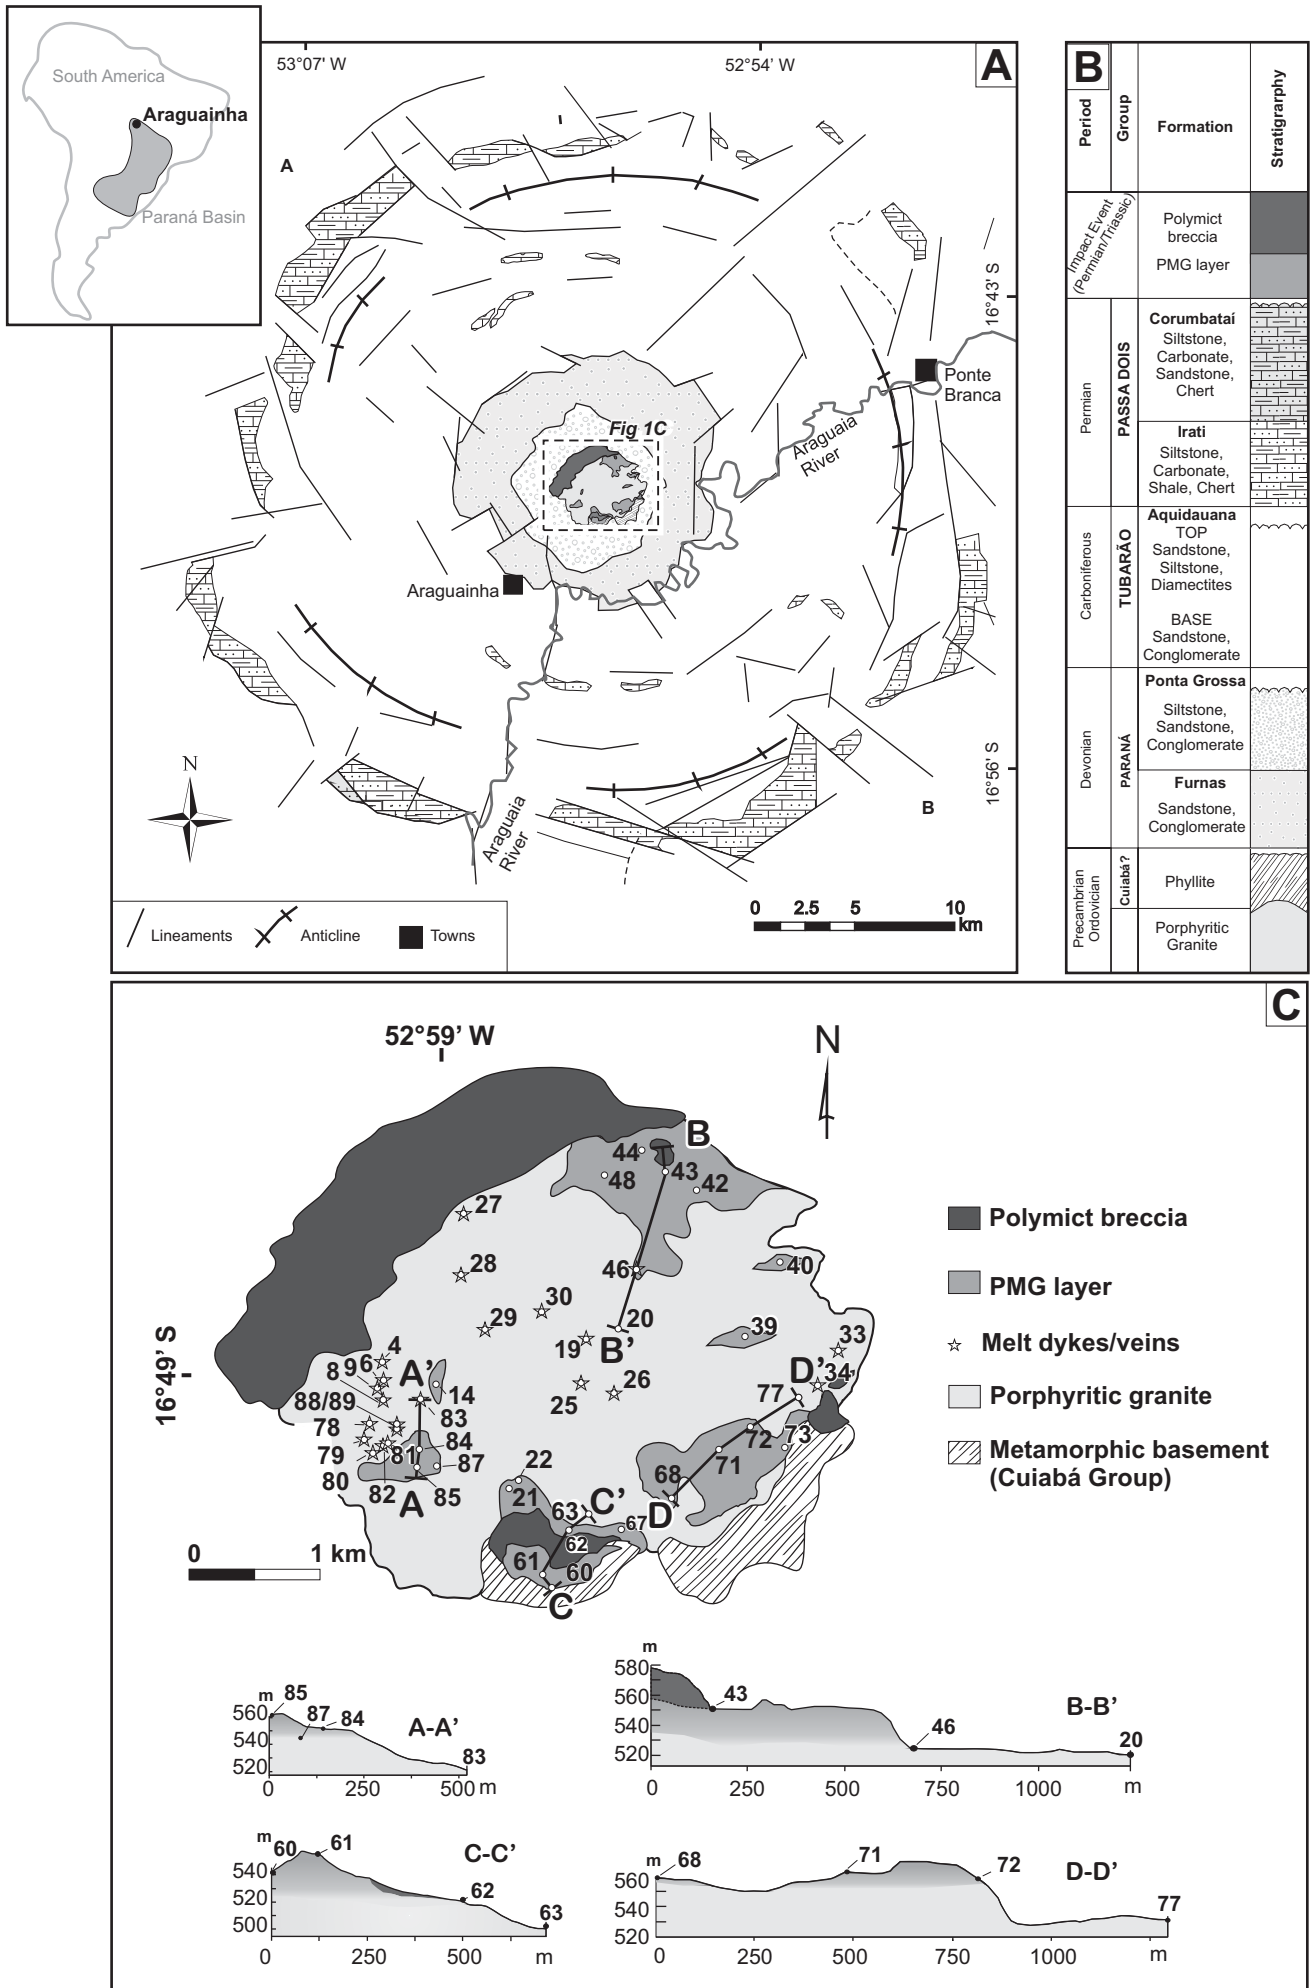 South America
Araguainha
Paraná Basin
53°07' W
52°54' W
A
A
Fig 1C
16°43' S
Ponte
Branca
Araguaia
River
Araguainha
16°56' S
N
Araguaia
River
B
0 2.5 5 10
km
Lineaments
Anticline
Towns
B
Period
Group
Formation
Stratigrarphy
Impact Event
(Permian/Triassic)
Polymict
breccia
PMG layer
Permian
PASSA DOIS
Corumbataí
Siltstone,
Carbonate,
Sandstone,
Chert
Irati
Siltstone,
Carbonate,
Shale, Chert
Carboniferous
TUBARÃO
Aquidauana
TOP
Sandstone,
Siltstone,
Diamectites
BASE
Sandstone,
Conglomerate
Devonian
PARANÁ
Ponta Grossa
Siltstone,
Sandstone,
Conglomerate
Furnas
Sandstone,
Conglomerate
Precambrian
Ordovician
Cuiabá?
Phyllite
Porphyritic
Granite
C
52°59' W
N
16°49' S
B
44
43
48
42
27
28
46
40
30
29
20
19
B'
39
33
4
6
9
8
A'
14
88/89
83
25
26
D'
34
77
78
84
72
73
79
81
87
71
80
82
A
85
22
21
68
D
63
C'
67
62
61
60
C
0 1 km
Polymict breccia
PMG layer
Melt dykes/veins
Porphyritic granite
Metamorphic basement
(Cuiabá Group)
A-A'
m
85
87
84
83
560
540
520
0 250 500 m
B-B'
m
580
560
540
520
43
46
20
0 250 500 750 1000 m
C-C'
m
60
61
62
63
540
520
500
0 250 500 m
D-D'
m
68
71
72
77
560
540
520
0 250 500 750 1000 m